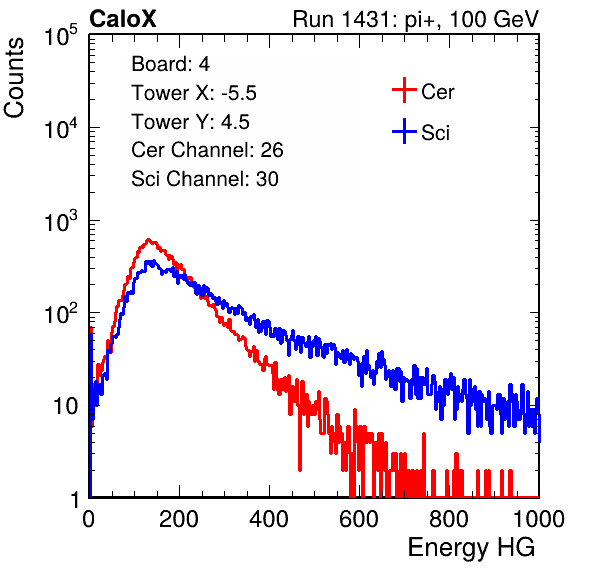 CaloX Run 1431: pi+, 100 GeV
Board: 4
Tower X: -5.5
Tower Y: 4.5
Cer Channel: 26
Sci Channel: 30
Cer
Sci
Counts
10^5
10^4
10^3
10^2
10
1
0 200 400 600 800 1000
Energy HG